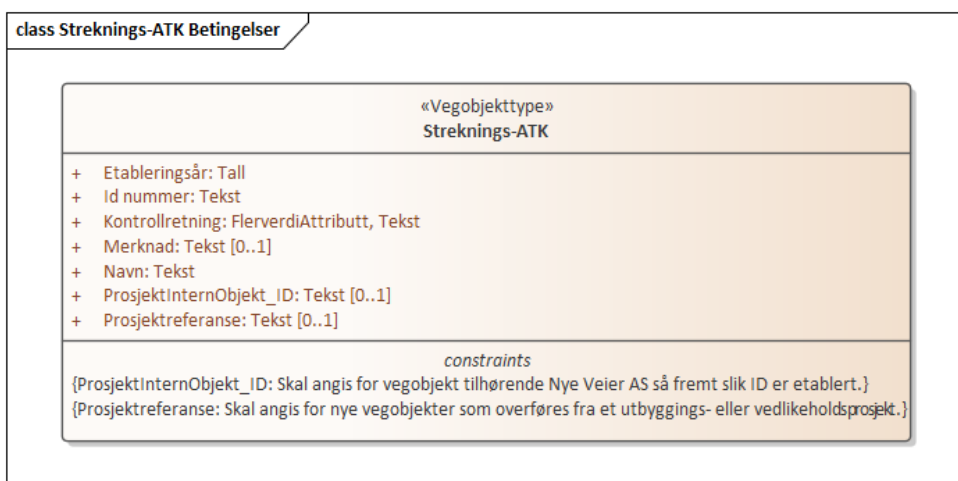 class Streknings-ATK Betingelser
«Vegobjekttype»
Streknings-ATK
+ Etableringsår: Tall
+ Id nummer: Tekst
+ Kontrollretning: FlerverdiAttributt, Tekst
+ Merknad: Tekst [0..1]
+ Navn: Tekst
+ ProsjektInternObjekt_ID: Tekst [0..1]
+ Prosjektreferanse: Tekst [0..1]
constraints
{ProsjektInternObjekt_ID: Skal angis for vegobjekt tilhørende Nye Veier AS så fremt slik ID er etablert.}
{Prosjektreferanse: Skal angis for nye vegobjekter som overføres fra et utbyggings- eller vedlikeholdsprosjekt.}